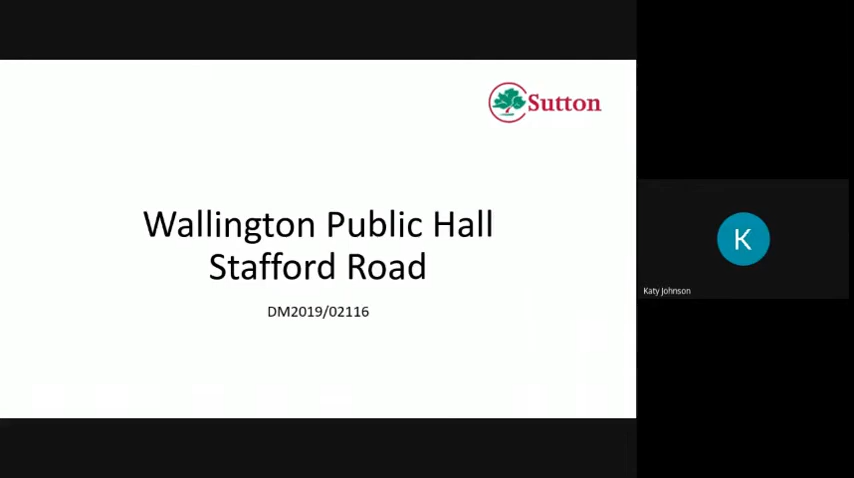 Sutton
Wallington Public Hall
Stafford Road
DM2019/02116
K
Katy Johnson